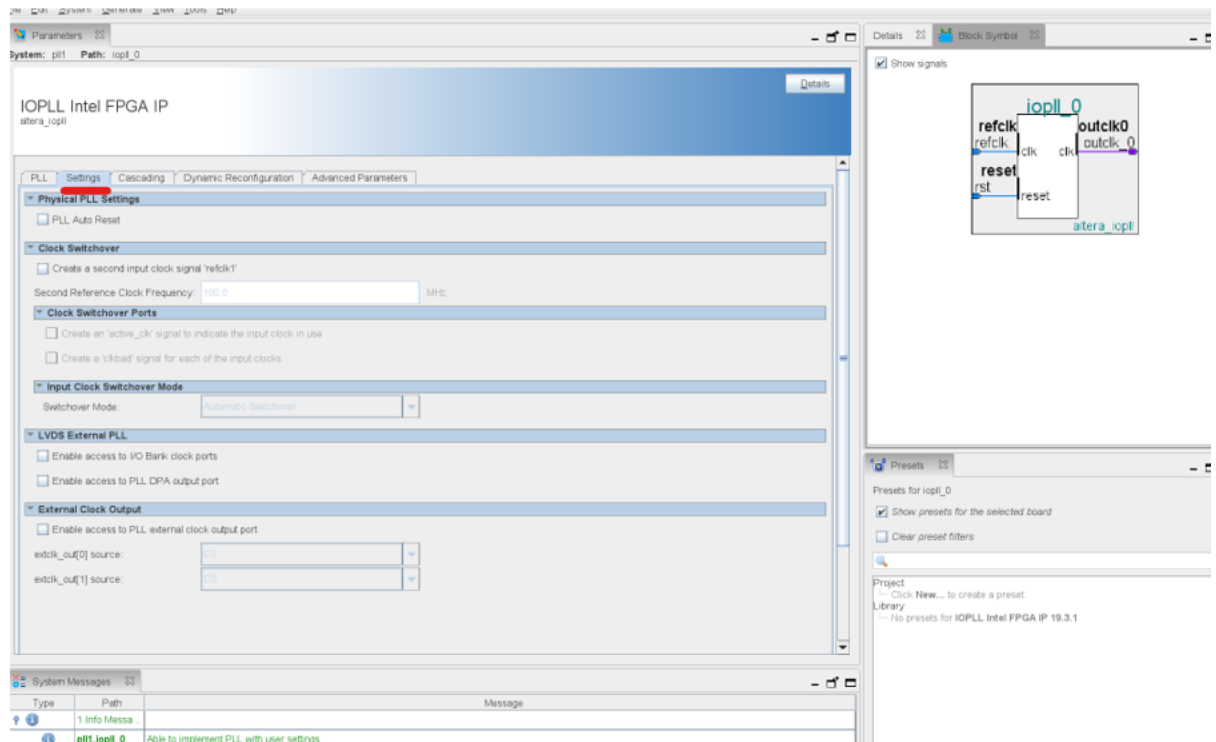 Edit System Generate View Tools Help
Parameters
System: pll1 Path: iopll_0
Details
IOPLL Intel FPGA IP
altera_iopll
PLL Settings Cascading Dynamic Reconfiguration Advanced Parameters
Physical PLL Settings
PLL Auto Reset
Clock Switchover
Create a second input clock signal 'refclk1'
Second Reference Clock Frequency: 100.0 MHz
Clock Switchover Ports
Create an 'active_clk' signal to indicate the input clock in use
Create a 'clkbad' signal for each of the input clocks
Input Clock Switchover Mode
Switchover Mode: Automatic Switchover
LVDS External PLL
Enable access to I/O Bank clock ports
Enable access to PLL DPA output port
External Clock Output
Enable access to PLL external clock output port
extclk_out[0] source: C0
extclk_out[1] source: C0
System Messages
Type Path Message
1 Info Messa...
pll1.iopll_0 Able to implement PLL with user settings
Details Block Symbol
Show signals
iopll_0
refclk outclk0
refclk outclk_0
clk clk
reset
rst
reset
altera_iopll
Presets
Presets for iopll_0
Show presets for the selected board
Clear preset filters
Project
Click New... to create a preset.
Library
No presets for IOPLL Intel FPGA IP 19.3.1